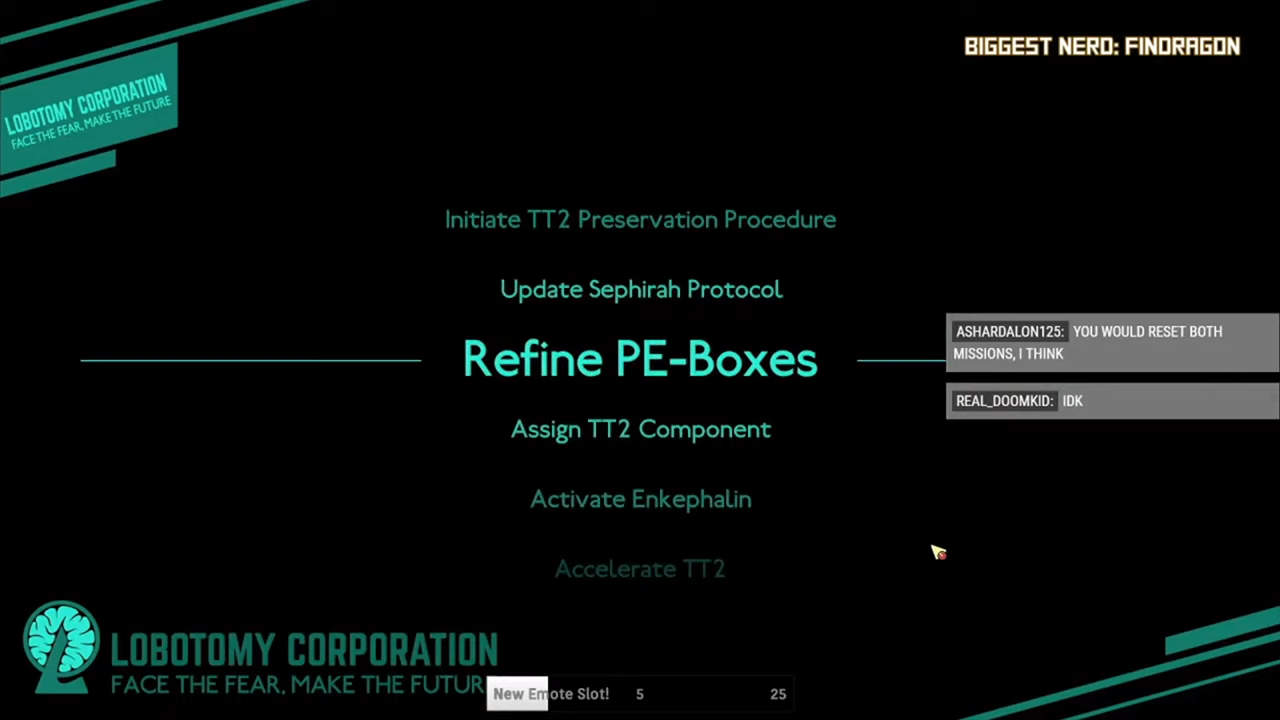 BIGGEST NERD: FINDRAGON
LOBOTOMY CORPORATION
FACE THE FEAR, MAKE THE FUTURE
Initiate TT2 Preservation Procedure
Update Sephirah Protocol
Refine PE-Boxes
Assign TT2 Component
Activate Enkephalin
Accelerate TT2
ASHARDALON125: YOU WOULD RESET BOTH
MISSIONS, I THINK
REAL_DOOMKID: IDK
LOBOTOMY CORPORATION
FACE THE FEAR, MAKE THE FUTUR
New Emote Slot! 5 25